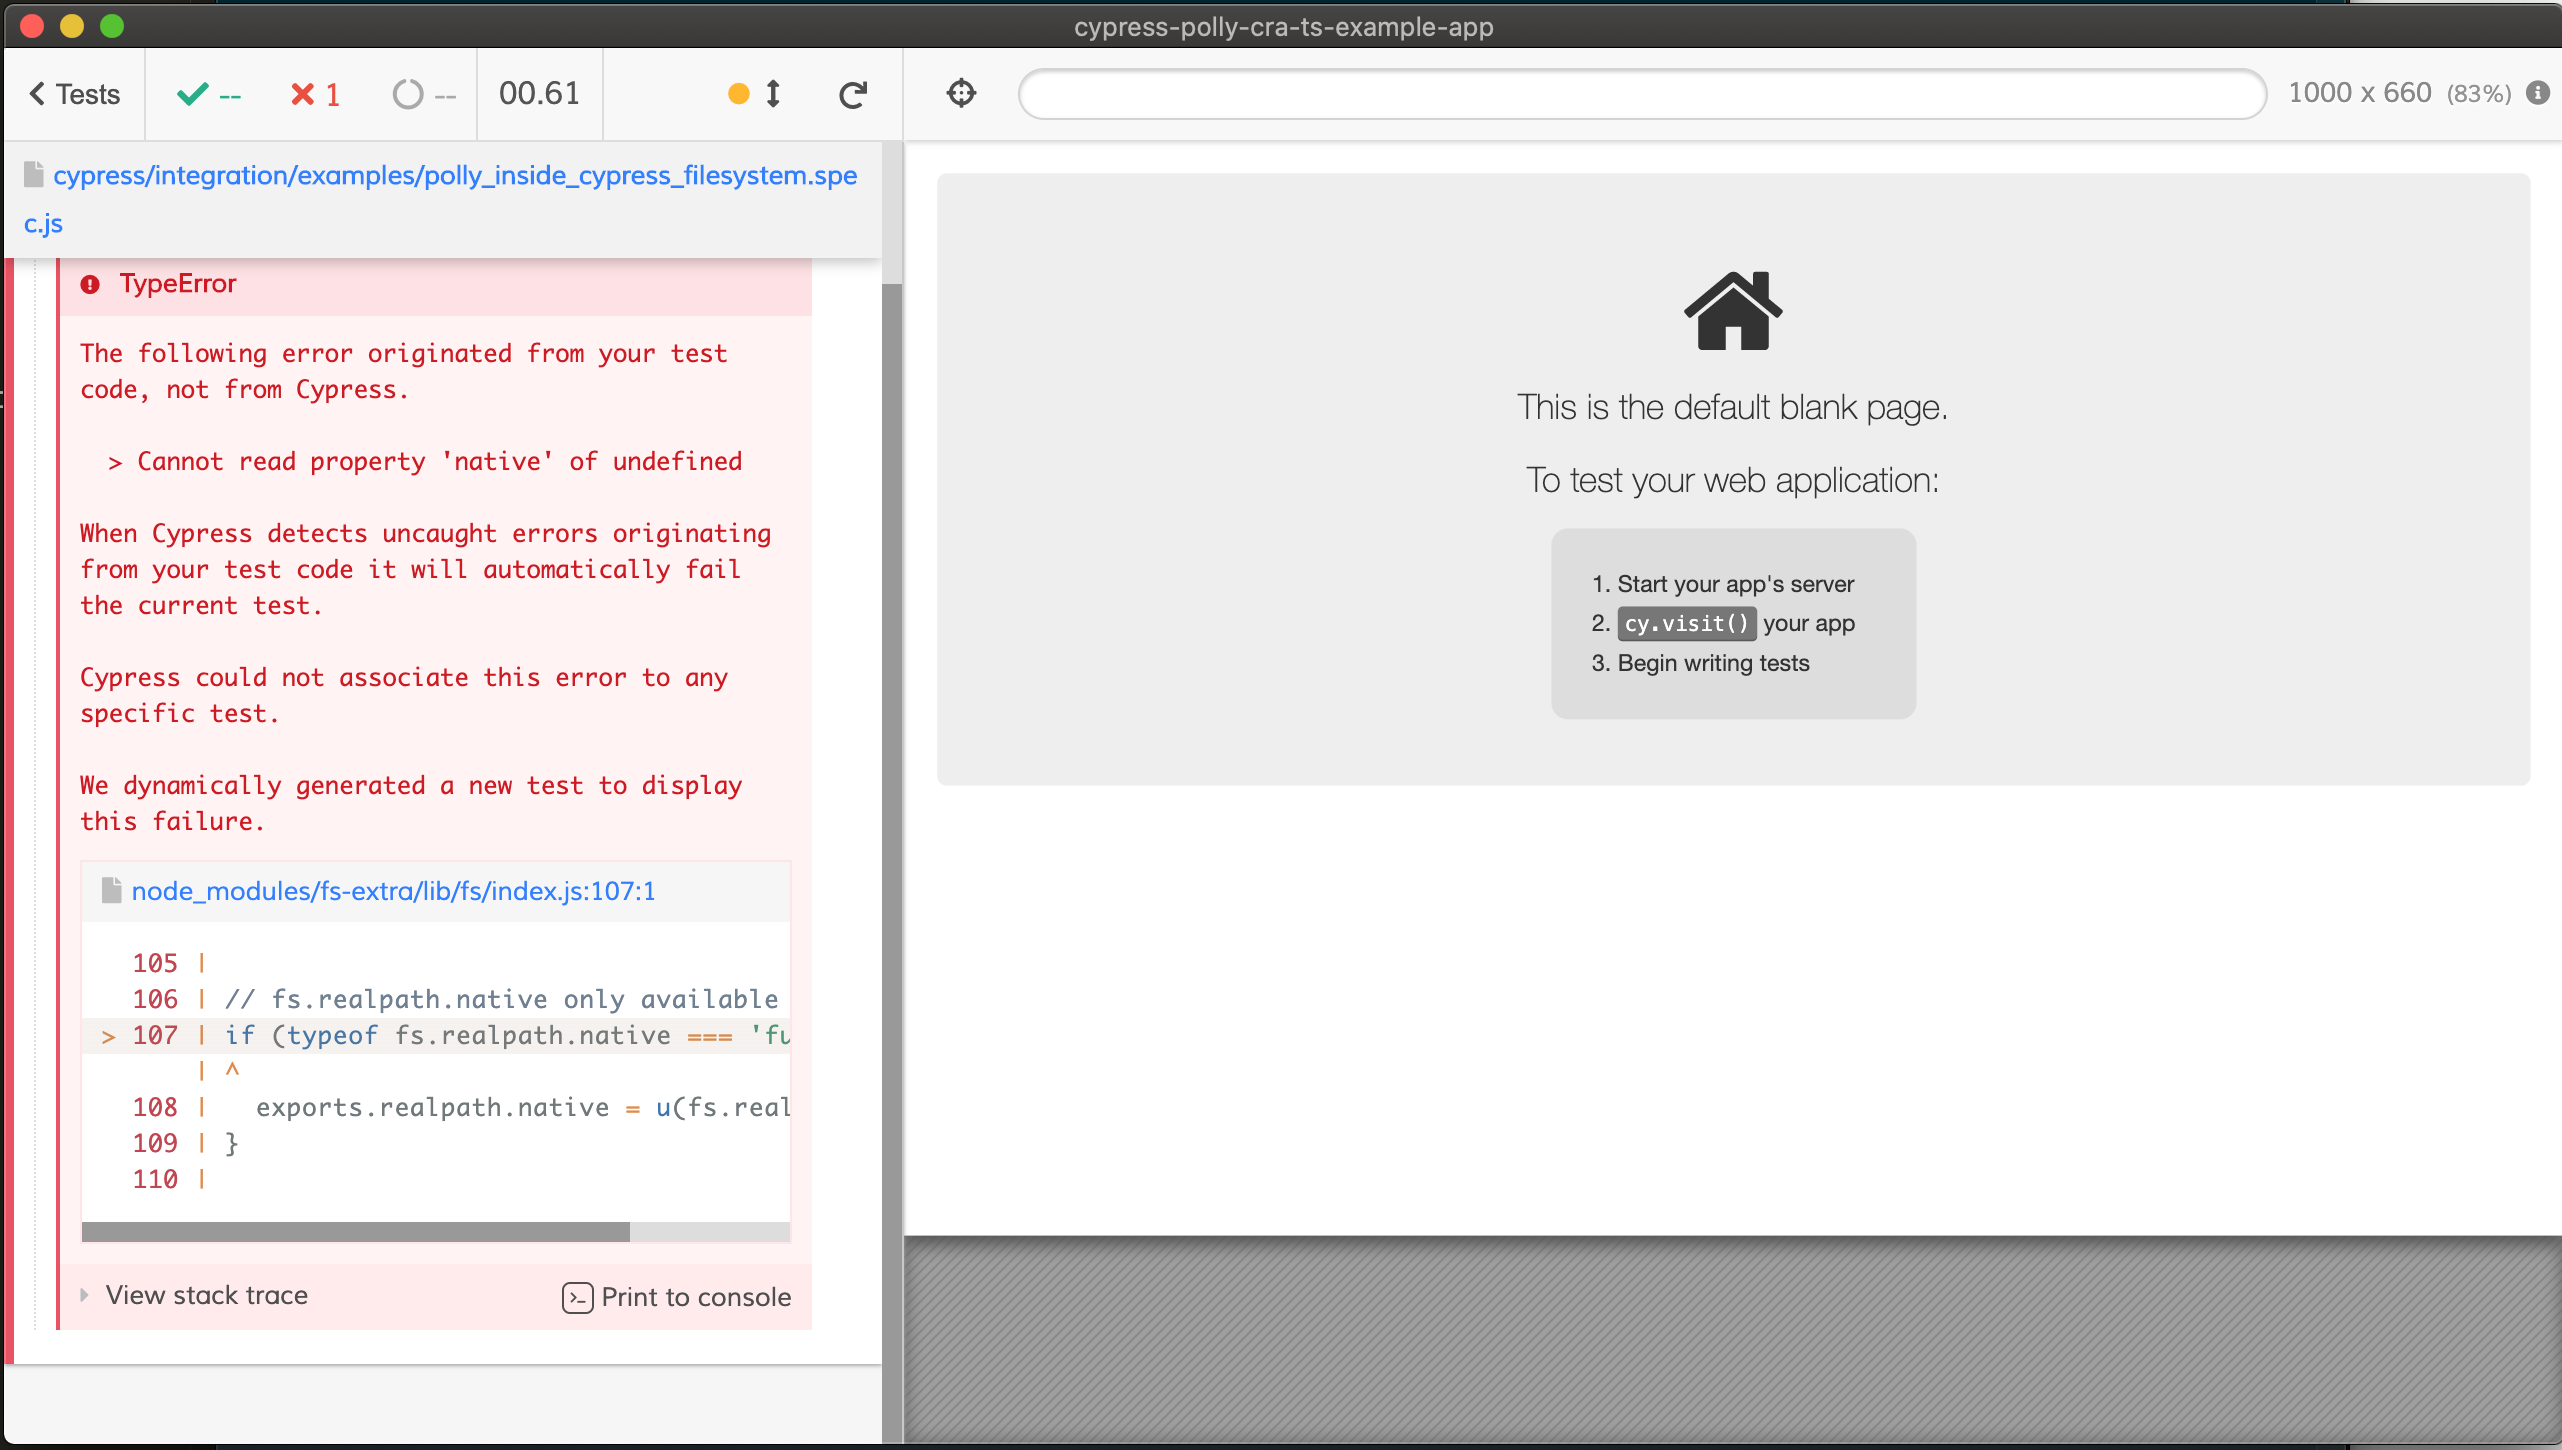 cypress-polly-cra-ts-example-app
Tests
--
1
--
00.61
1000 x 660 (83%)
cypress/integration/examples/polly_inside_cypress_filesystem.spe
c.js
TypeError
The following error originated from your test
code, not from Cypress.
> Cannot read property 'native' of undefined
When Cypress detects uncaught errors originating
from your test code it will automatically fail
the current test.
Cypress could not associate this error to any
specific test.
We dynamically generated a new test to display
this failure.
node_modules/fs-extra/lib/fs/index.js:107:1
105 |
106 | // fs.realpath.native only available
> 107 | if (typeof fs.realpath.native === 'fu
| ^
108 |   exports.realpath.native = u(fs.real
109 | }
110 |
View stack trace
Print to console
This is the default blank page.
To test your web application:
1. Start your app's server
2. cy.visit() your app
3. Begin writing tests